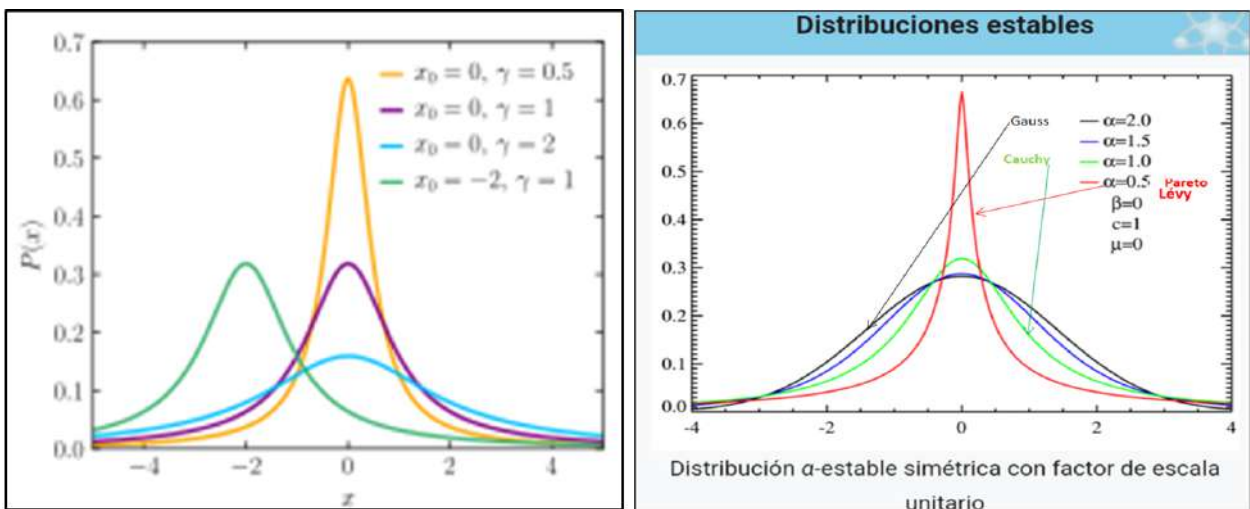 0.7
0.6
0.5
0.4
0.3
0.2
0.1
0.0
P(x)
x₀ = 0, γ = 0.5
x₀ = 0, γ = 1
x₀ = 0, γ = 2
x₀ = −2, γ = 1
−4 −2 0 2 4
x
Distribuciones estables
0.7
0.6
0.5
0.4
0.3
0.2
0.1
0.0
Gauss
Cauchy
α=2.0
α=1.5
α=1.0
α=0.5 Pareto
Lévy
β=0
c=1
μ=0
-4 -2 0 2 4
Distribución α-estable simétrica con factor de escala
unitario